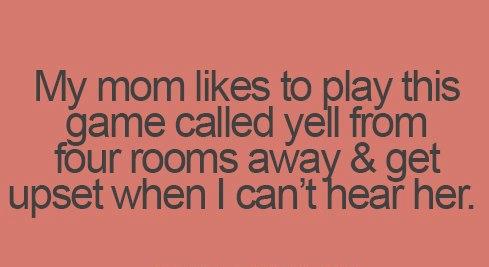 My mom likes to play this
game called yell from
four rooms away & get
upset when I can't hear her.